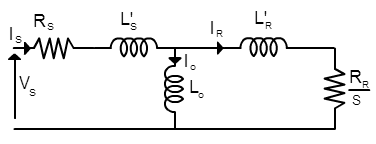 I_S R_S L'_S I_R L'_R
I_o
V_S L_o R_R
S